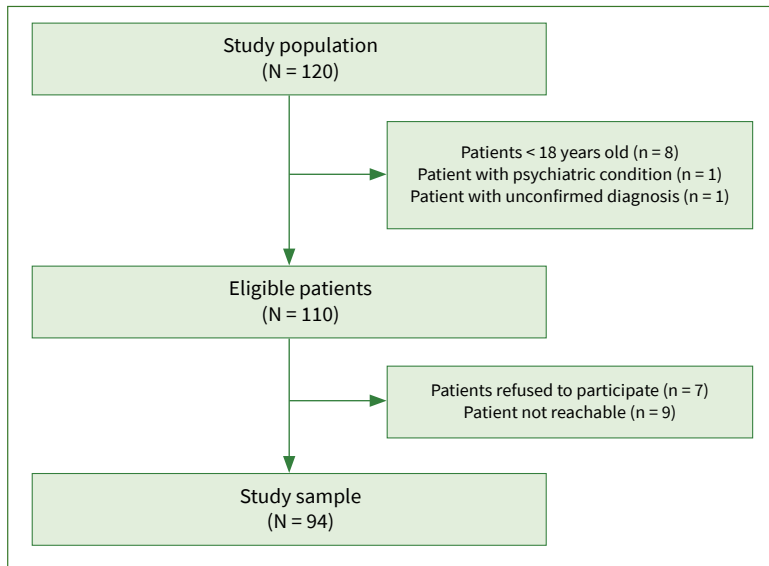 Study population
(N = 120)
Patients < 18 years old (n = 8)
Patient with psychiatric condition (n = 1)
Patient with unconfirmed diagnosis (n = 1)
Eligible patients
(N = 110)
Patients refused to participate (n = 7)
Patient not reachable (n = 9)
Study sample
(N = 94)